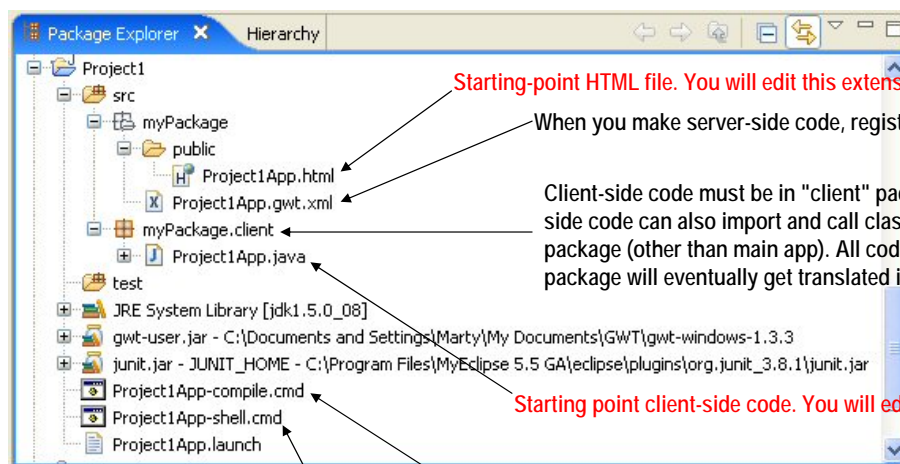 Package Explorer
Hierarchy
Project1
Starting-point HTML file. You will edit this extens
src
When you make server-side code, regist
myPackage
public
Project1App.html
Project1App.gwt.xml
Client-side code must be in "client" pac
side code can also import and call clas
package (other than main app). All cod
package will eventually get translated i
myPackage.client
Project1App.java
test
JRE System Library [jdk1.5.0_08]
gwt-user.jar - C:\Documents and Settings\Marty\My Documents\GWT\gwt-windows-1.3.3
junit.jar - JUNIT_HOME - C:\Program Files\MyEclipse 5.5 GA\eclipse\plugins\org.junit_3.8.1\junit.jar
Project1App-compile.cmd
Starting point client-side code. You will ed
Project1App-shell.cmd
Project1App.launch